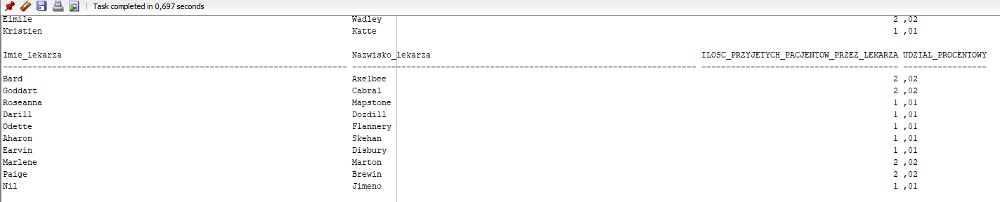 Task completed in 0,697 seconds
Eimile Wadley 2 ,02
Kristien Katte 1 ,01
Imie_lekarza Nazwisko_lekarza ILOSC_PRZYJETYCH_PACJENTOW_PRZEZ_LEKARZA UDZIAL_PROCENTOWY
Bard Axelbee 2 ,02
Goddart Cabral 2 ,02
Roseanna Mapstone 1 ,01
Darill Dozdill 1 ,01
Odette Flannery 1 ,01
Aharon Skehan 1 ,01
Earvin Disbury 1 ,01
Marlene Marton 2 ,02
Paige Brewin 2 ,02
Nil Jimeno 1 ,01